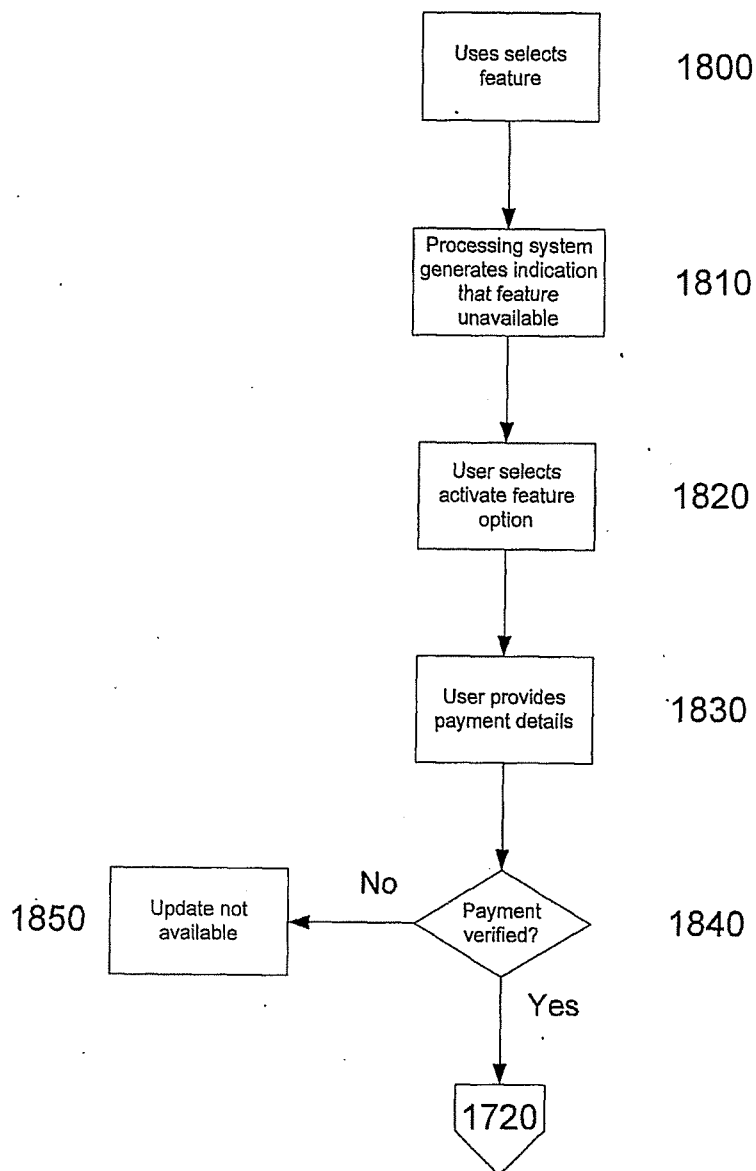 Uses selects
feature
1800
Processing system
generates indication
that feature
unavailable
1810
User selects
activate feature
option
1820
User provides
payment details
1830
No
1850
Update not
available
Payment
verified?
1840
Yes
1720